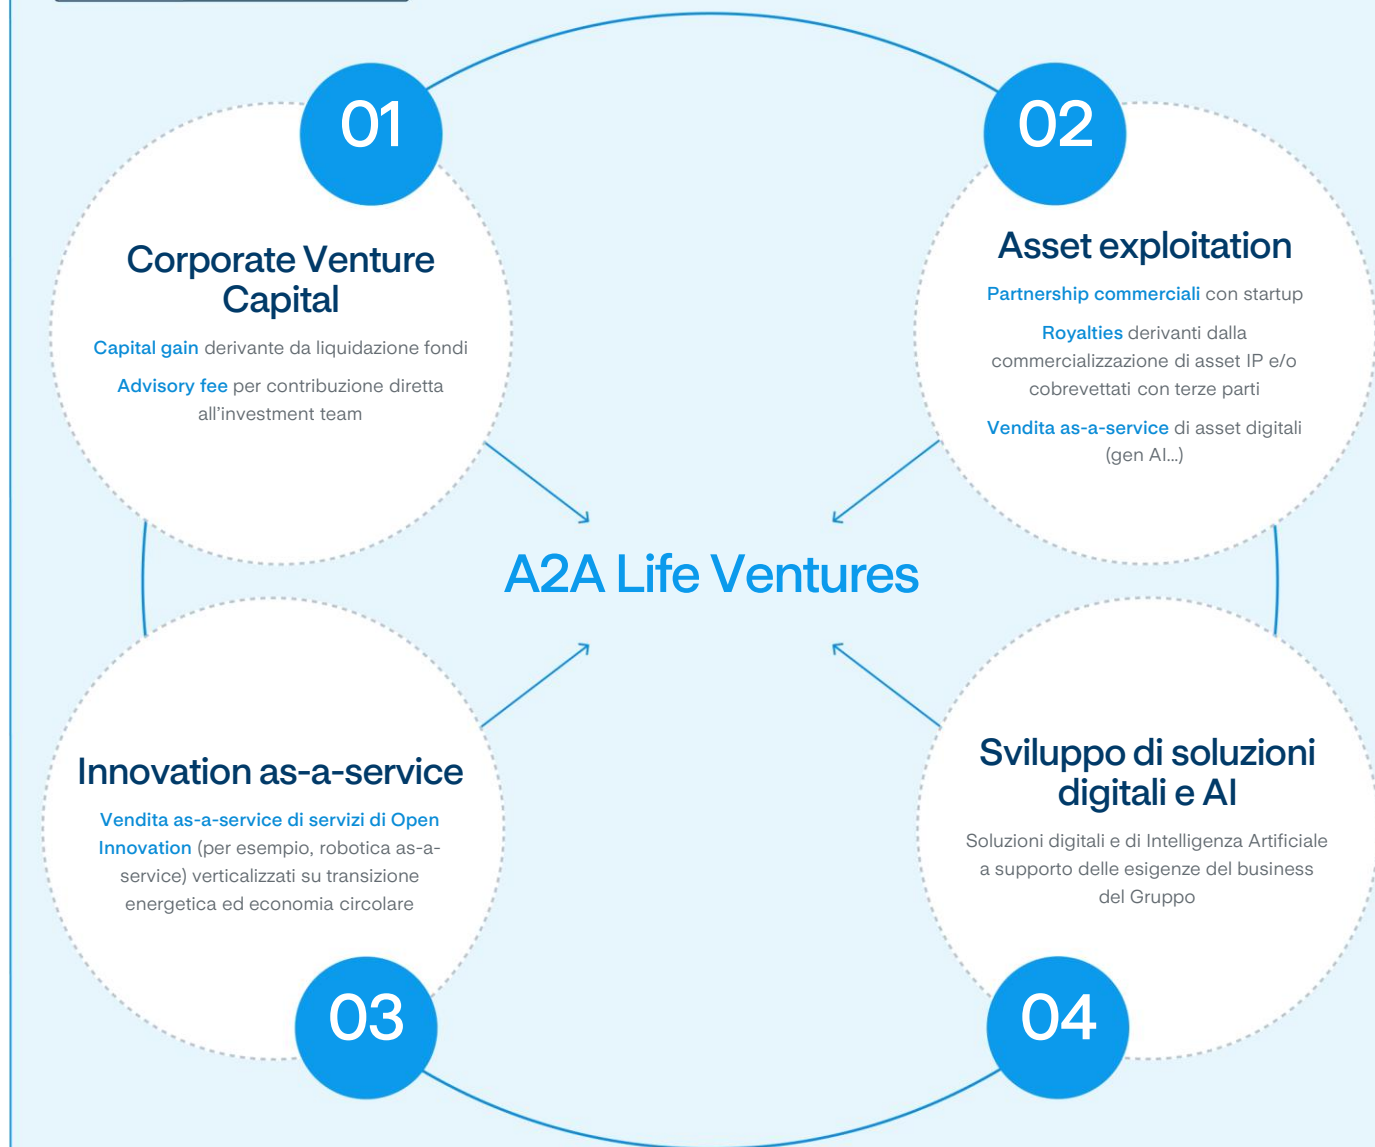 01
Corporate Venture
Capital
Capital gain derivante da liquidazione fondi
Advisory fee per contribuzione diretta
all’investment team
02
Asset exploitation
Partnership commerciali con startup
Royalties derivanti dalla
commercializzazione di asset IP e/o
cobrevettati con terze parti
Vendita as-a-service di asset digitali
(gen AI...)
A2A Life Ventures
Innovation as-a-service
Vendita as-a-service di servizi di Open
Innovation (per esempio, robotica as-a-
service) verticalizzati su transizione
energetica ed economia circolare
03
Sviluppo di soluzioni
digitali e AI
Soluzioni digitali e di Intelligenza Artificiale
a supporto delle esigenze del business
del Gruppo
04